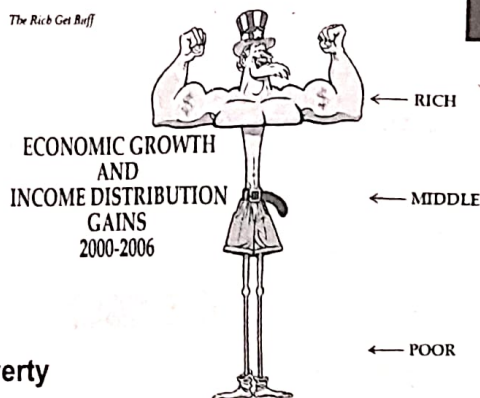 The Rich Get Buff
ECONOMIC GROWTH
AND
INCOME DISTRIBUTION
GAINS
2000-2006
$
$
RICH
MIDDLE
POOR
erty